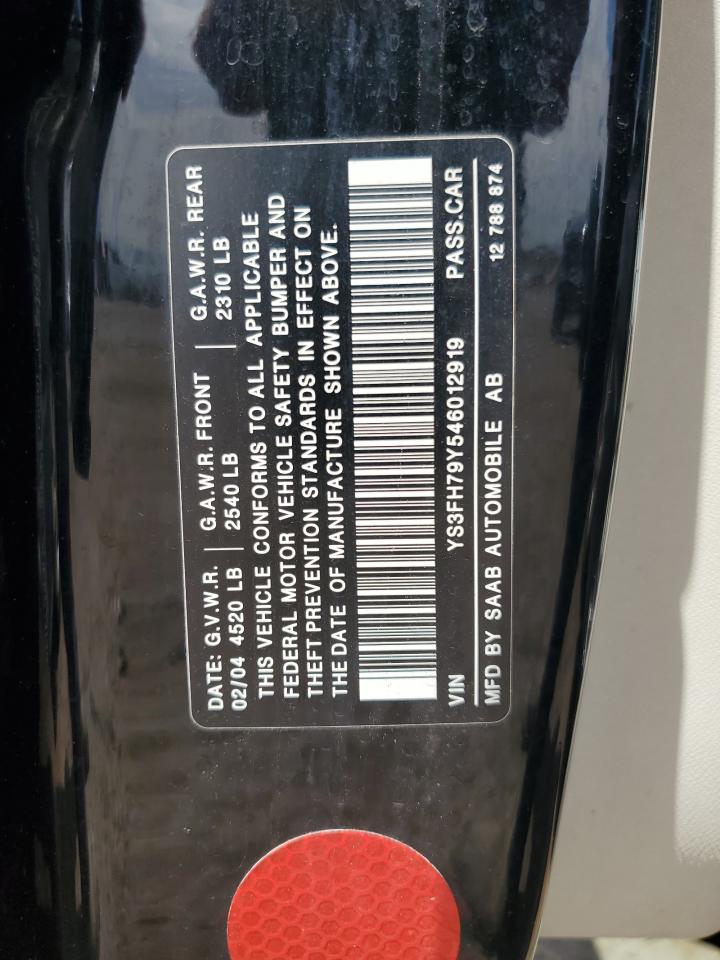 DATE: G.V.W.R. | G.A.W.R. FRONT | G.A.W.R. REAR
02/04 4520 LB | 2540 LB | 2310 LB
THIS VEHICLE CONFORMS TO ALL APPLICABLE
FEDERAL MOTOR VEHICLE SAFETY BUMPER AND
THEFT PREVENTION STANDARDS IN EFFECT ON
THE DATE OF MANUFACTURE SHOWN ABOVE.
VIN YS3FH79Y546012919 PASS.CAR
MFD BY SAAB AUTOMOBILE AB 12 788 874